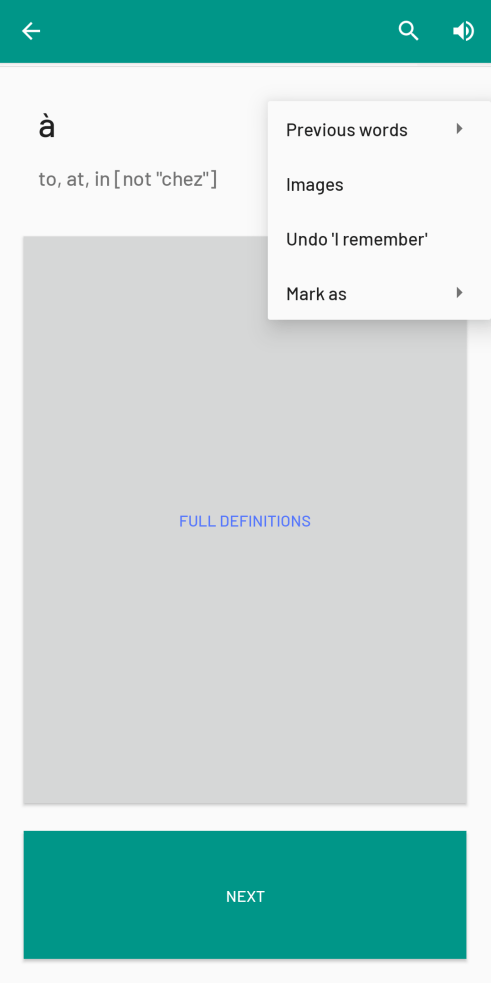 à
to, at, in [not "chez"]
Previous words
Images
Undo 'I remember'
Mark as
FULL DEFINITIONS
NEXT